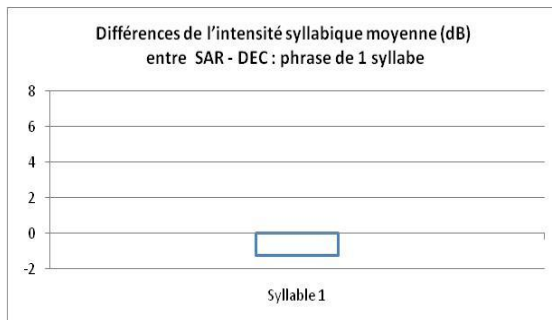 Différences de l'intensité syllabique moyenne (dB)
entre SAR - DEC : phrase de 1 syllabe
8
6
4
2
0
-2
Syllable 1